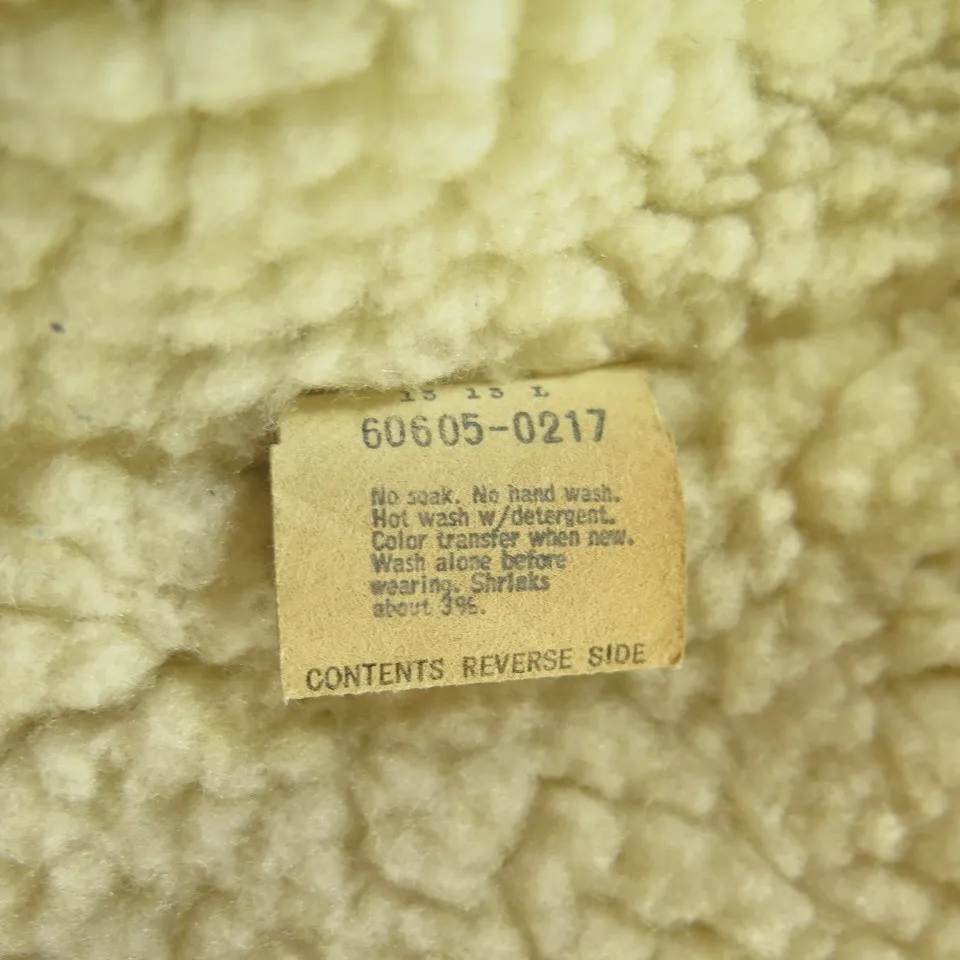 60605-0217
No soak. No hand wash.
Hot wash w/detergent.
Color transfer when new.
Wash alone before
wearing. Shrinks
about 3%.
CONTENTS REVERSE SIDE